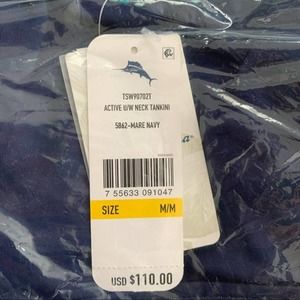 TSW90702T
ACTIVE U/W NECK TANKINI
5862-MARE NAVY
7 55633 091047
SIZE M/M
USD $110.00